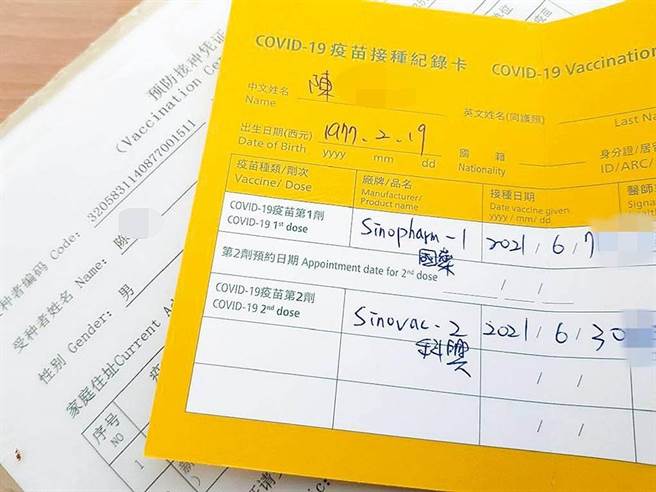 预防接种凭证
(Vaccination Cer
种者编码 Code: 3205831140877001511
受种者姓名 Name: 陈
性别 Gender: 男
家庭住址Current Ad
序号
NO
1
COVID-19疫苗接種紀錄卡
COVID-19 Vaccination
中文姓名
Name
陳
英文姓名(同護照)
Last Na
出生日期(西元)
Date of Birth
1977 . 2 . 19
yyyy mm dd
國 籍
Nationality
身分證/居
ID/ARC/
疫苗種類/劑次
Vaccine/ Dose
廠牌/品名
Manufacturer/
Product name
接種日期
Date vaccine given
yyyy/ mm/ dd
醫師
Signa
health
COVID-19疫苗第1劑
COVID-19 1st dose
Sinopharm-1
國藥
2021 / 6 / 7
第2劑預約日期 Appointment date for 2nd dose
/ /
COVID-19疫苗第2劑
COVID-19 2nd dose
Sinovac-2
科興
2021 / 6 / 30
/ /
/ /